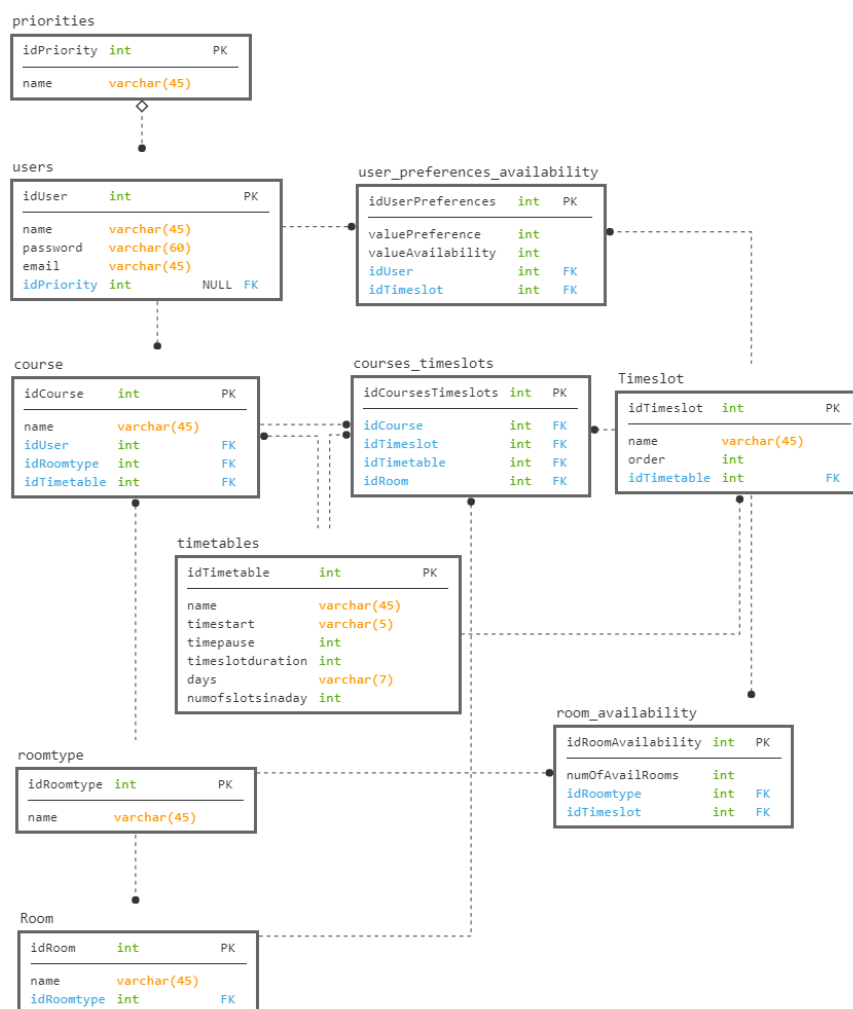 priorities
idPriority int PK
name varchar(45)
users
idUser int PK
name varchar(45)
password varchar(60)
email varchar(45)
idPriority int NULL FK
user_preferences_availability
idUserPreferences int PK
valuePreference int
valueAvailability int
idUser int FK
idTimeslot int FK
course
idCourse int PK
name varchar(45)
idUser int FK
idRoomtype int FK
idTimetable int FK
courses_timeslots
idCoursesTimeslots int PK
idCourse int FK
idTimeslot int FK
idTimetable int FK
idRoom int FK
Timeslot
idTimeslot int PK
name varchar(45)
order int
idTimetable int FK
timetables
idTimetable int PK
name varchar(45)
timestart varchar(5)
timepause int
timeslotduration int
days varchar(7)
numofslotsinaday int
room_availability
idRoomAvailability int PK
numOfAvailRooms int
idRoomtype int FK
idTimeslot int FK
roomtype
idRoomtype int PK
name varchar(45)
Room
idRoom int PK
name varchar(45)
idRoomtype int FK